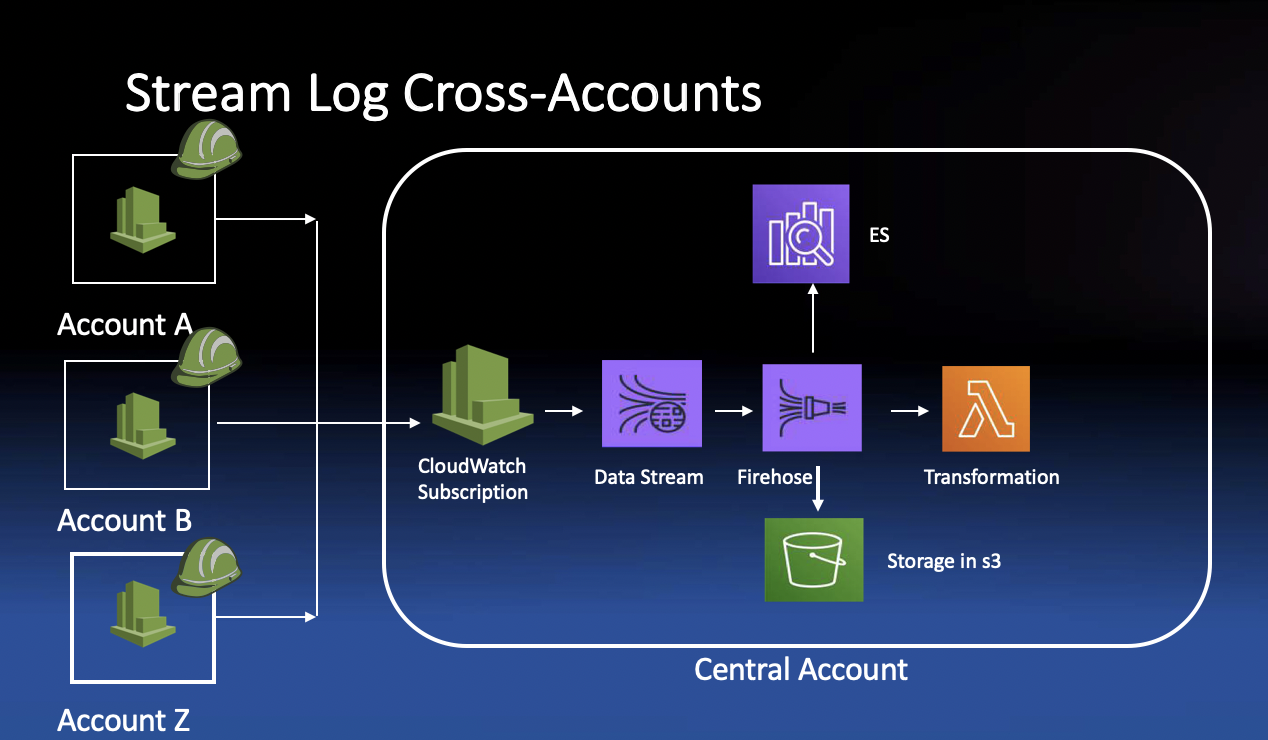 Stream Log Cross-Accounts
Account A
Account B
Account Z
ES
CloudWatch
Subscription
Data Stream
Firehose
Transformation
Storage in s3
Central Account